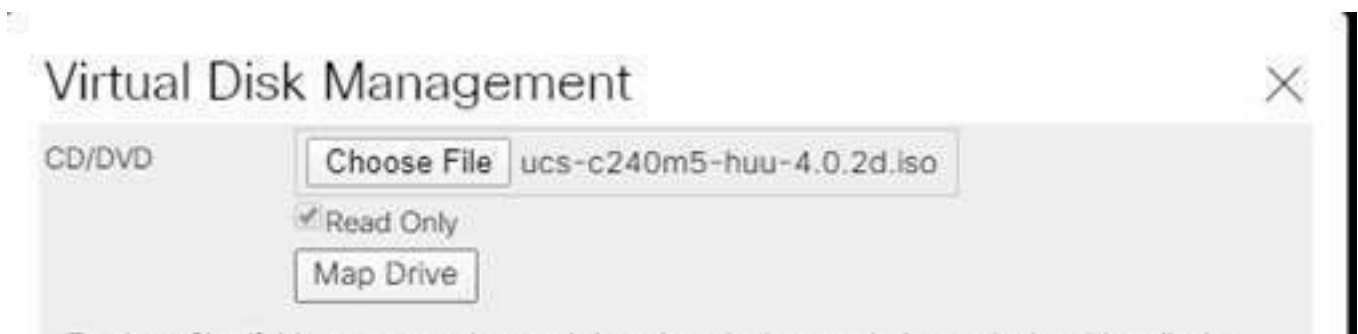 Virtual Disk Management
CD/DVD
Choose File ucs-c240m5-huu-4.0.2d.iso
Read Only
Map Drive